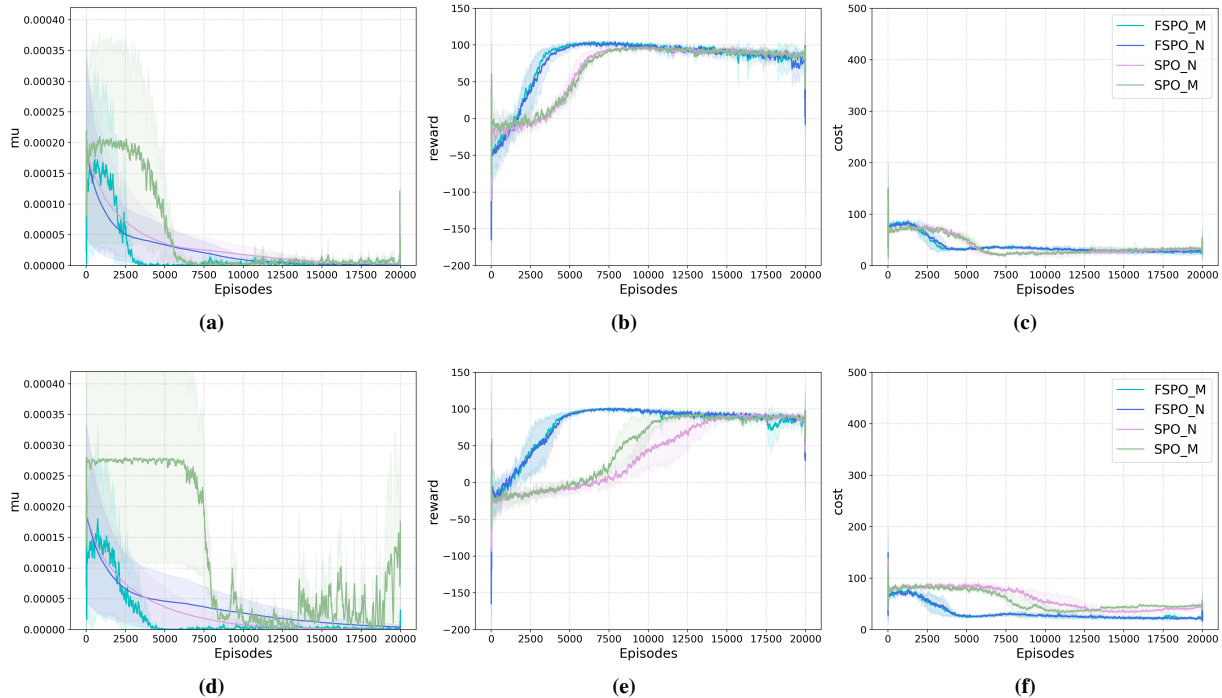 0.00040
0.00035
0.00030
0.00025
0.00020
0.00015
0.00010
0.00005
0.00000
mu
0 2500 5000 7500 10000 12500 15000 17500 20000
Episodes
(a)
150
100
50
0
−50
−100
−150
−200
reward
0 2500 5000 7500 10000 12500 15000 17500 20000
Episodes
(b)
500
400
300
200
100
0
cost
FSPO_M
FSPO_N
SPO_N
SPO_M
0 2500 5000 7500 10000 12500 15000 17500 20000
Episodes
(c)
0.00040
0.00035
0.00030
0.00025
0.00020
0.00015
0.00010
0.00005
0.00000
mu
0 2500 5000 7500 10000 12500 15000 17500 20000
Episodes
(d)
150
100
50
0
−50
−100
−150
−200
reward
0 2500 5000 7500 10000 12500 15000 17500 20000
Episodes
(e)
500
400
300
200
100
0
cost
FSPO_M
FSPO_N
SPO_N
SPO_M
0 2500 5000 7500 10000 12500 15000 17500 20000
Episodes
(f)